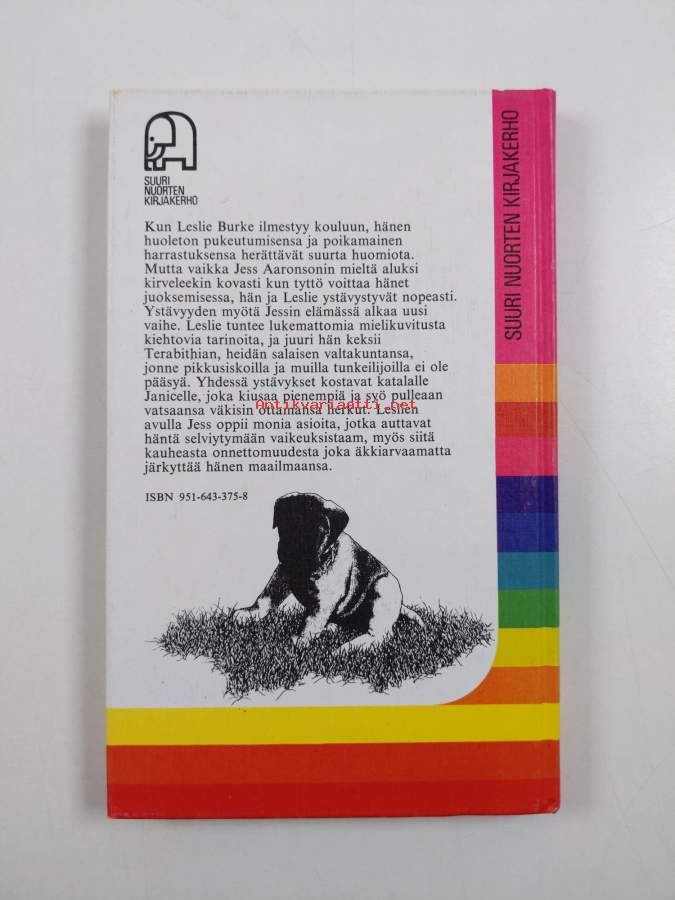 SUURI
NUORTEN
KIRJAKERHO
SUURI NUORTEN KIRJAKERHO
Kun Leslie Burke ilmestyy kouluun, hänen
huoleton pukeutumisensa ja poikamainen
harrastuksensa herättävät suurta huomiota.
Mutta vaikka Jess Aaronsonin mieltä aluksi
kirveleekin kovasti kun tyttö voittaa hänet
juoksemisessa, hän ja Leslie ystävystyvät nopeasti.
Ystävyyden myötä Jessin elämässä alkaa uusi
vaihe. Leslie tuntee lukemattomia mielikuvitusta
kiehtovia tarinoita, ja juuri hän keksii
Terabithian, heidän salaisen valtakuntansa,
jonne pikkusiskoilla ja muilla tunkeilijoilla ei ole
pääsyä. Yhdessä ystävykset kostavat katalalle
Janicelle, joka kiusaa pienempiä ja syö pulleaan
Antikvariaatti.net
vatsaansa väkisin ottamansa herkut. Leslien
avulla Jess oppii monia asioita, jotka auttavat
häntä selviytymään vaikeuksistaam, myös siitä
kauheasta onnettomuudesta joka äkkiarvaamatta
järkyttää hänen maailmaansa.
ISBN 951-643-375-8